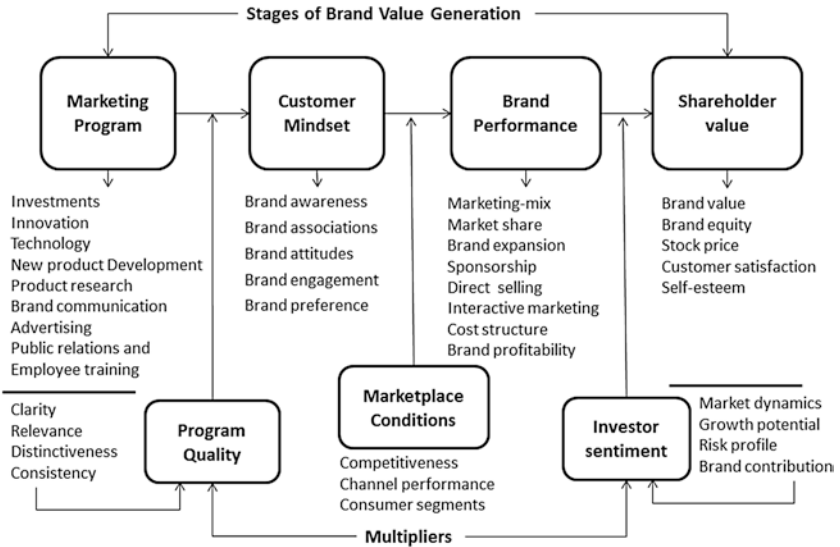 Stages of Brand Value Generation
Marketing
Program
Customer
Mindset
Brand
Performance
Shareholder
value
Investments
Innovation
Technology
New product Development
Product research
Brand communication
Advertising
Public relations and
Employee training
Brand awareness
Brand associations
Brand attitudes
Brand engagement
Brand preference
Marketing-mix
Market share
Brand expansion
Sponsorship
Direct selling
Interactive marketing
Cost structure
Brand profitability
Brand value
Brand equity
Stock price
Customer satisfaction
Self-esteem
Clarity
Relevance
Distinctiveness
Consistency
Program
Quality
Marketplace
Conditions
Competitiveness
Channel performance
Consumer segments
Investor
sentiment
Market dynamics
Growth potential
Risk profile
Brand contribution
Multipliers